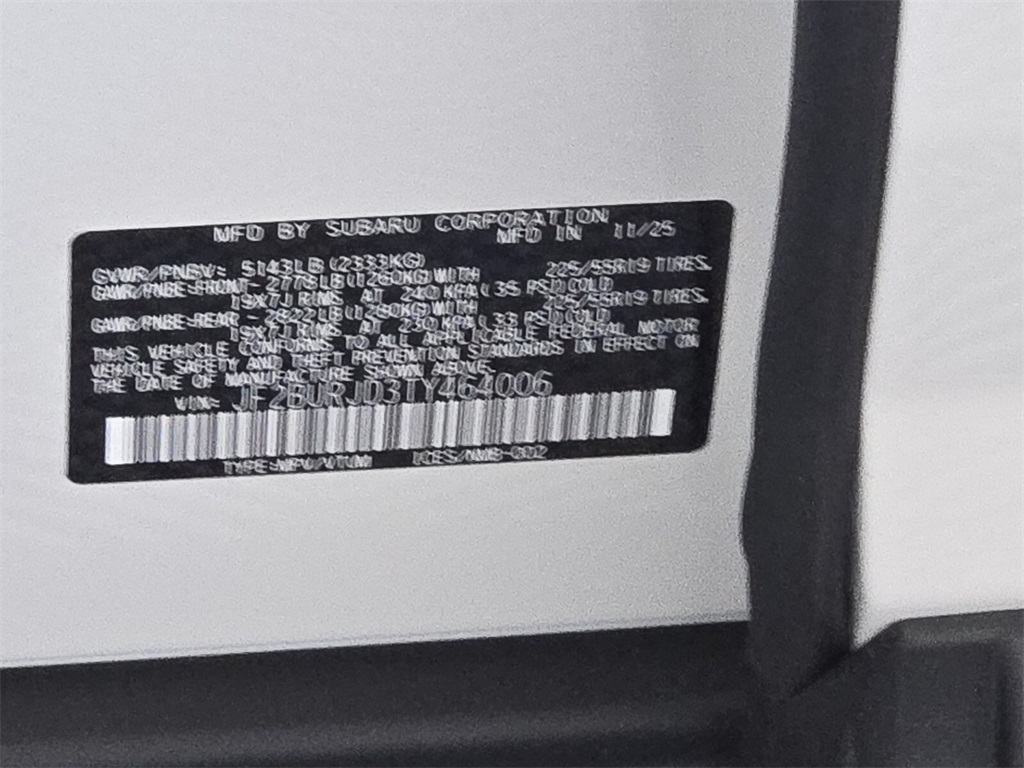 MFD BY SUBARU CORPORATION
MFD IN 11/25
GVWR/PNBV: 5143LB (2333KG)
GAWR/PNBE-FRONT- 2778LB (1260KG) WITH 225/55R19 TIRES.
19X7J RIMS AT 240 KPA ( 35 PSI) COLD
GAWR/PNBE-REAR - 2822LB (1280KG) WITH 225/55R19 TIRES.
19X7J RIMS AT 230 KPA ( 33 PSI) COLD
THIS VEHICLE CONFORMS TO ALL APPLICABLE FEDERAL MOTOR
VEHICLE SAFETY AND THEFT PREVENTION STANDARDS IN EFFECT ON
THE DATE OF MANUFACTURE SHOWN ABOVE.
VIN: JF2BURJD3TY464006
TYPE:MPV/VTUM ICES/NMB-002